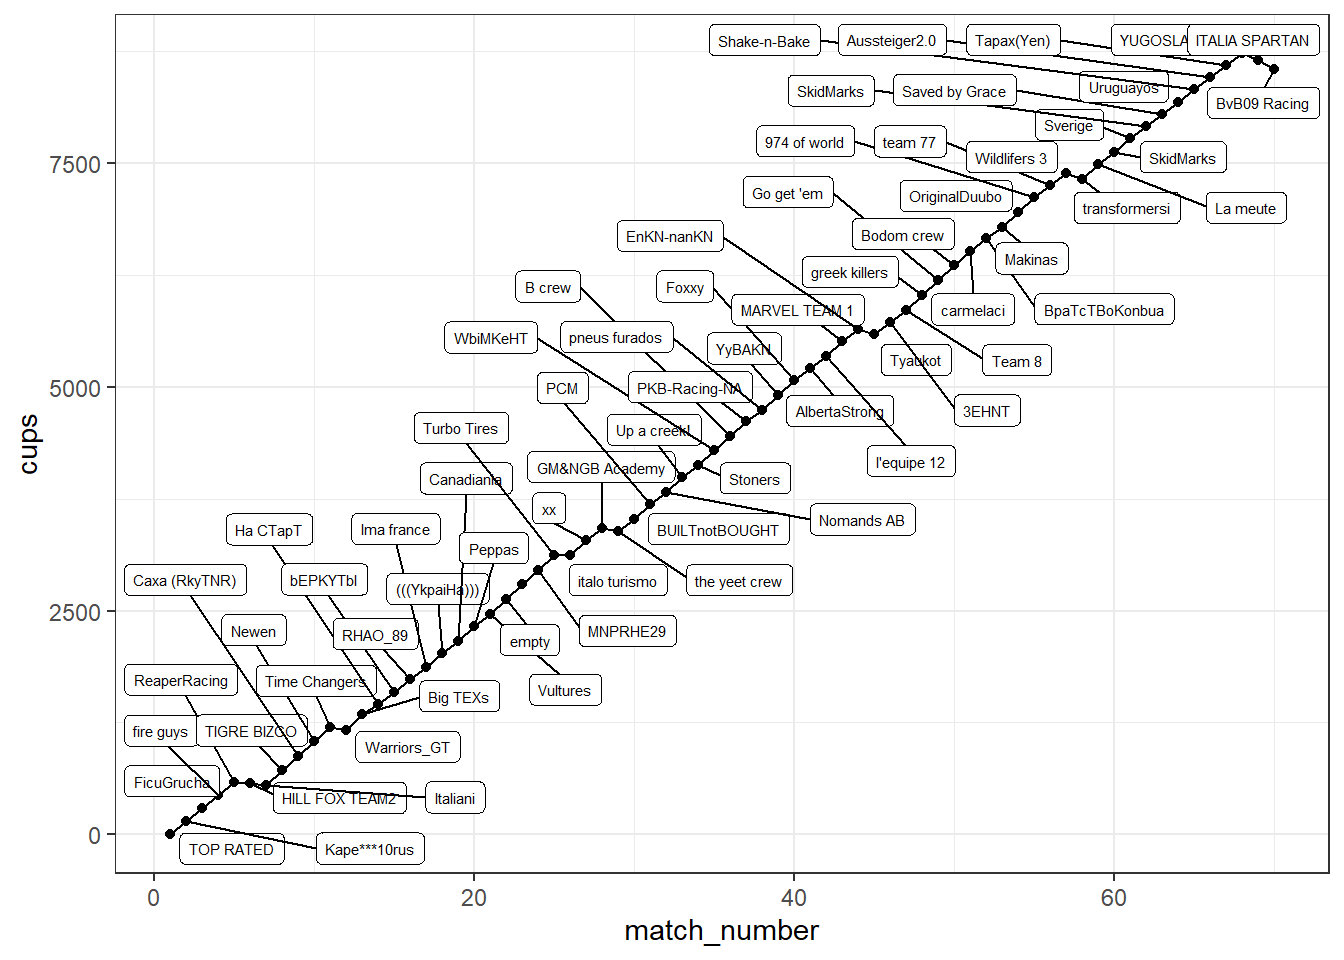 Shake-n-Bake
Aussteiger2.0
Tapax(Yen)
YUGOSLA
ITALIA SPARTAN
SkidMarks
Saved by Grace
Uruguayos
BvB09 Racing
974 of world
team 77
Sverige
Wildlifers 3
SkidMarks
Go get 'em
OriginalDuubo
transformersi
La meute
EnKN-nanKN
Bodom crew
Makinas
B crew
Foxxy
greek killers
MARVEL TEAM 1
carmelaci
BpaTcTBoKonbua
WbiMKeHT
pneus furados
YyBAKN
Tyaukot
Team 8
PCM
PKB-Racing-NA
AlbertaStrong
3EHNT
Turbo Tires
Up a creek!
l'equipe 12
Canadiana
GM&NGB Academy
Stoners
Ha CTapT
Ima france
xx
BUILTnotBOUGHT
Nomands AB
Caxa (RkyTNR)
bEPKYTbI
Peppas
(((YkpaiHa)))
italo turismo
the yeet crew
Newen
RHAO_89
empty
MNPRHE29
ReaperRacing
Time Changers
Big TEXs
Vultures
fire guys
TIGRE BIZCO
Warriors_GT
FicuGrucha
HILL FOX TEAM2
Italiani
TOP RATED
Kape***10rus
7500
5000
2500
0
cups
0
20
40
60
match_number